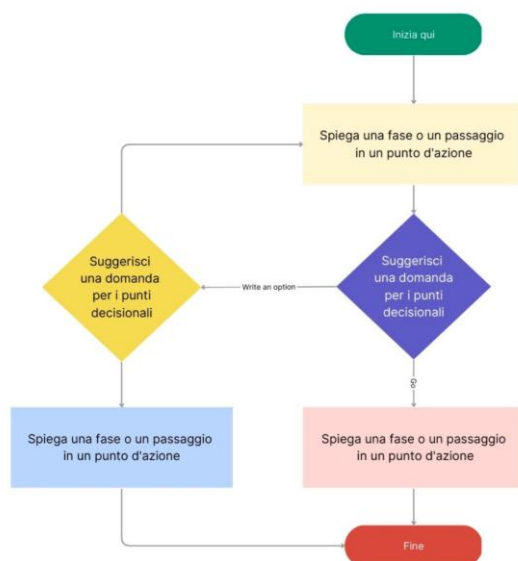 Inizia qui
Spiega una fase o un passaggio
in un punto d'azione
Suggerisci
una domanda
per i punti
decisionali
Write an option
Suggerisci
una domanda
per i punti
decisionali
Go
Spiega una fase o un passaggio
in un punto d'azione
Spiega una fase o un passaggio
in un punto d'azione
Fine